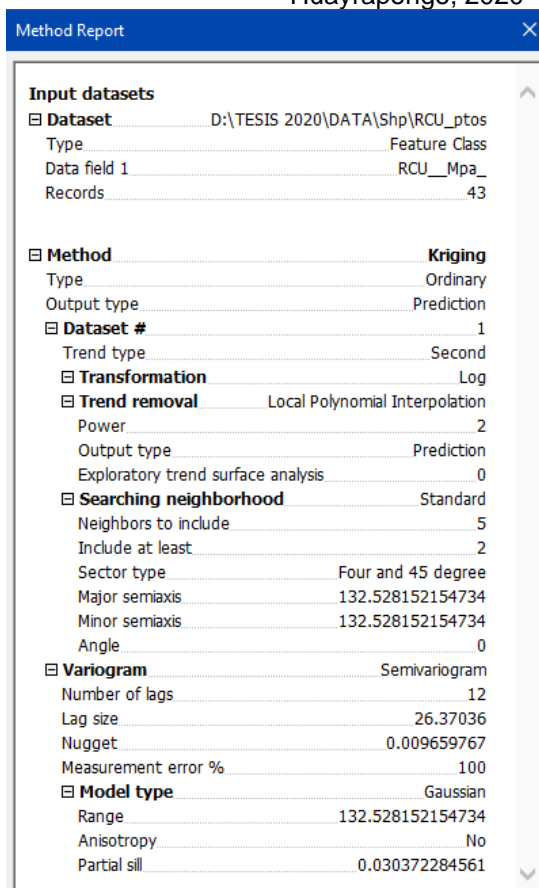 Huayrapongo, 2020
Method Report
Input datasets
Dataset D:\TESIS 2020\DATA\Shp\RCU_ptos
Type Feature Class
Data field 1 RCU__Mpa_
Records 43
Method Kriging
Type Ordinary
Output type Prediction
Dataset # 1
Trend type Second
Transformation Log
Trend removal Local Polynomial Interpolation
Power 2
Output type Prediction
Exploratory trend surface analysis 0
Searching neighborhood Standard
Neighbors to include 5
Include at least 2
Sector type Four and 45 degree
Major semiaxis 132.528152154734
Minor semiaxis 132.528152154734
Angle 0
Variogram Semivariogram
Number of lags 12
Lag size 26.37036
Nugget 0.009659767
Measurement error % 100
Model type Gaussian
Range 132.528152154734
Anisotropy No
Partial sill 0.030372284561